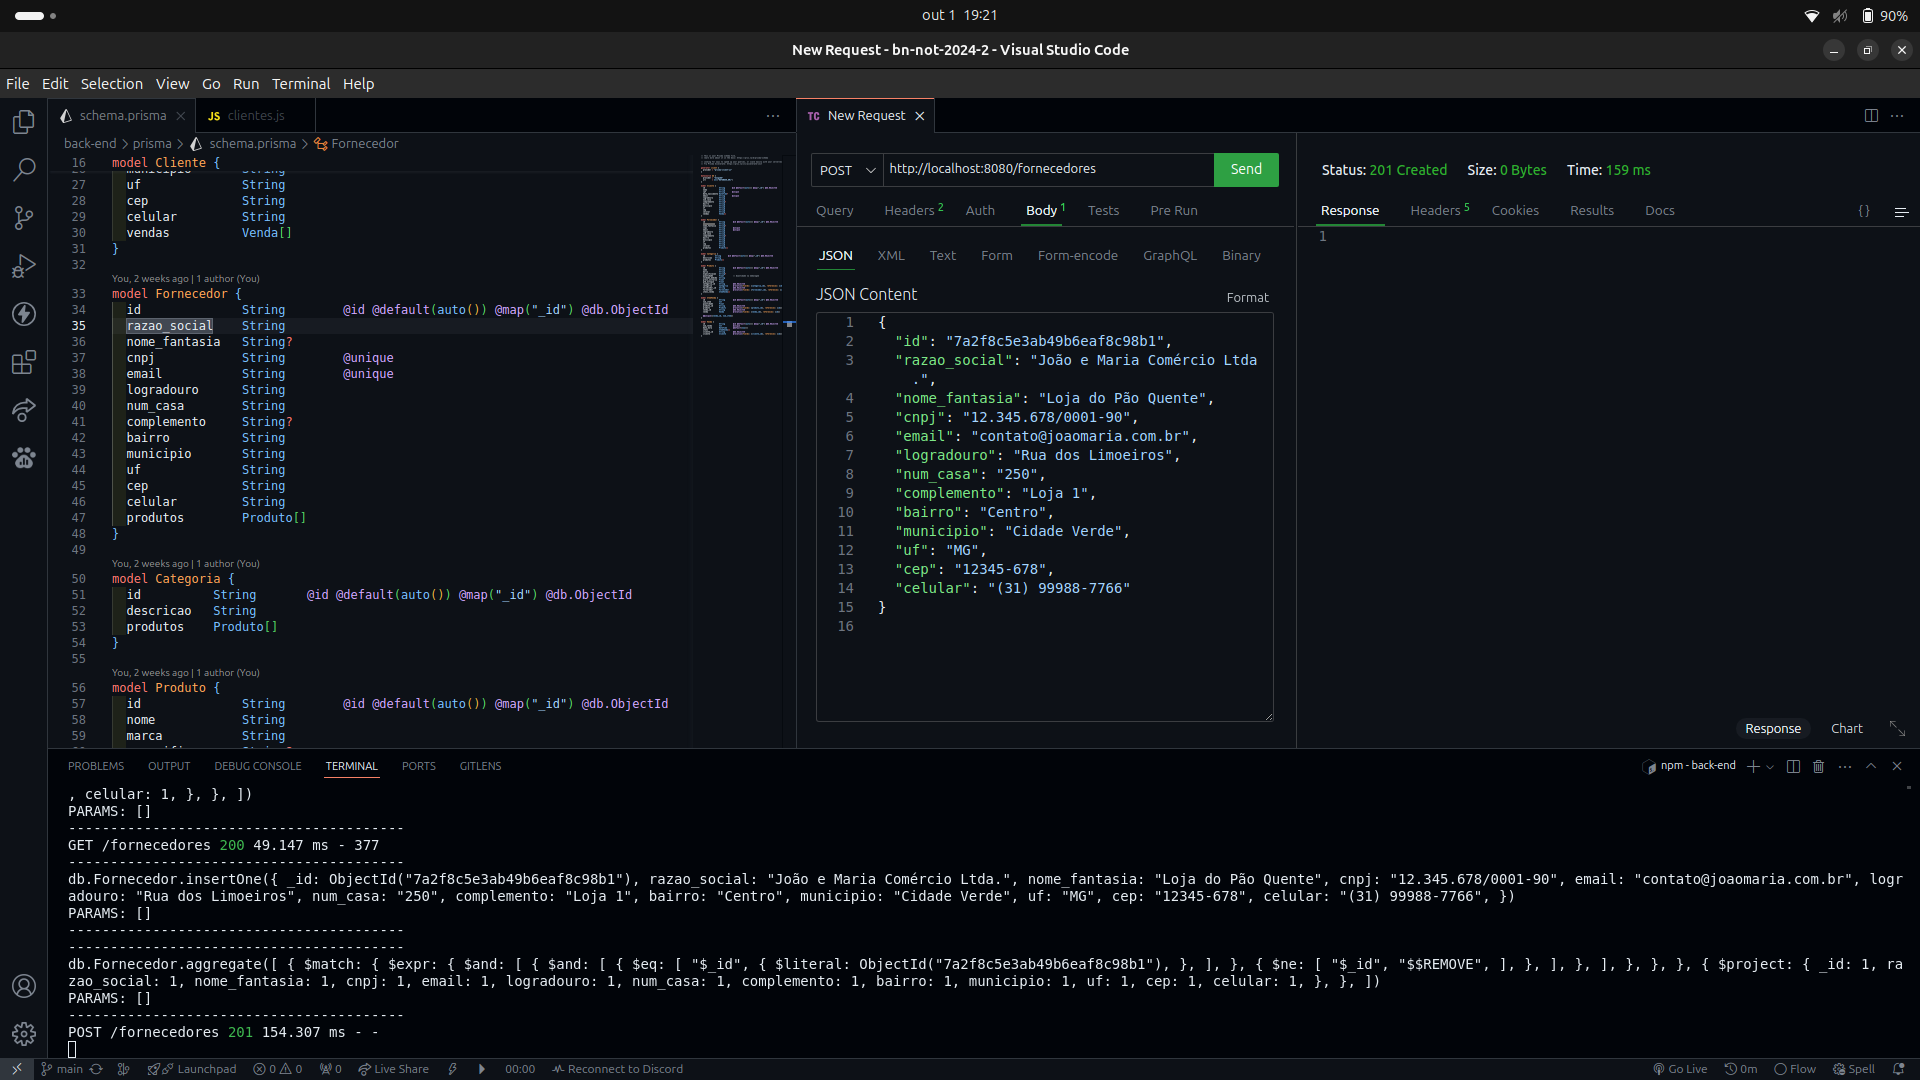 out 1 19:21
90%
New Request - bn-not-2024-2 - Visual Studio Code
File Edit Selection View Go Run Terminal Help
schema.prisma
JS clientes.js
TC New Request
back-end > prisma > schema.prisma > Fornecedor
16 model Cliente {
27 uf String
28 cep String
29 celular String
30 vendas Venda[]
31 }
32
You, 2 weeks ago | 1 author (You)
33 model Fornecedor {
34 id String @id @default(auto()) @map("_id") @db.ObjectId
35 razao_social String
36 nome_fantasia String?
37 cnpj String @unique
38 email String @unique
39 logradouro String
40 num_casa String
41 complemento String?
42 bairro String
43 municipio String
44 uf String
45 cep String
46 celular String
47 produtos Produto[]
48 }
49
You, 2 weeks ago | 1 author (You)
50 model Categoria {
51 id String @id @default(auto()) @map("_id") @db.ObjectId
52 descricao String
53 produtos Produto[]
54 }
55
You, 2 weeks ago | 1 author (You)
56 model Produto {
57 id String @id @default(auto()) @map("_id") @db.ObjectId
58 nome String
59 marca String
POST http://localhost:8080/fornecedores Send
Query Headers 2 Auth Body 1 Tests Pre Run
JSON XML Text Form Form-encode GraphQL Binary
JSON Content Format
1 {
2 "id": "7a2f8c5e3ab49b6eaf8c98b1",
3 "razao_social": "João e Maria Comércio Ltda
.",
4 "nome_fantasia": "Loja do Pão Quente",
5 "cnpj": "12.345.678/0001-90",
6 "email": "contato@joaomaria.com.br",
7 "logradouro": "Rua dos Limoeiros",
8 "num_casa": "250",
9 "complemento": "Loja 1",
10 "bairro": "Centro",
11 "municipio": "Cidade Verde",
12 "uf": "MG",
13 "cep": "12345-678",
14 "celular": "(31) 99988-7766"
15 }
16
Status: 201 Created Size: 0 Bytes Time: 159 ms
Response Headers 5 Cookies Results Docs {}
1
Response Chart
PROBLEMS OUTPUT DEBUG CONSOLE TERMINAL PORTS GITLENS
npm - back-end
, celular: 1, }, }, ])
PARAMS: []
----------------------------------------
GET /fornecedores 200 49.147 ms - 377
----------------------------------------
db.Fornecedor.insertOne({ _id: ObjectId("7a2f8c5e3ab49b6eaf8c98b1"), razao_social: "João e Maria Comércio Ltda.", nome_fantasia: "Loja do Pão Quente", cnpj: "12.345.678/0001-90", email: "contato@joaomaria.com.br", logr
adouro: "Rua dos Limoeiros", num_casa: "250", complemento: "Loja 1", bairro: "Centro", municipio: "Cidade Verde", uf: "MG", cep: "12345-678", celular: "(31) 99988-7766", })
PARAMS: []
----------------------------------------
----------------------------------------
db.Fornecedor.aggregate([ { $match: { $expr: { $and: [ { $and: [ { $eq: [ "$_id", { $literal: ObjectId("7a2f8c5e3ab49b6eaf8c98b1"), }, ], }, { $ne: [ "$_id", "$$REMOVE", ], }, ], }, ], }, }, }, { $project: { _id: 1, ra
zao_social: 1, nome_fantasia: 1, cnpj: 1, email: 1, logradouro: 1, num_casa: 1, complemento: 1, bairro: 1, municipio: 1, uf: 1, cep: 1, celular: 1, }, }, ])
PARAMS: []
----------------------------------------
POST /fornecedores 201 154.307 ms - -
main Launchpad 0 0 0 Live Share 00:00 Reconnect to Discord
Go Live 0m Flow Spell